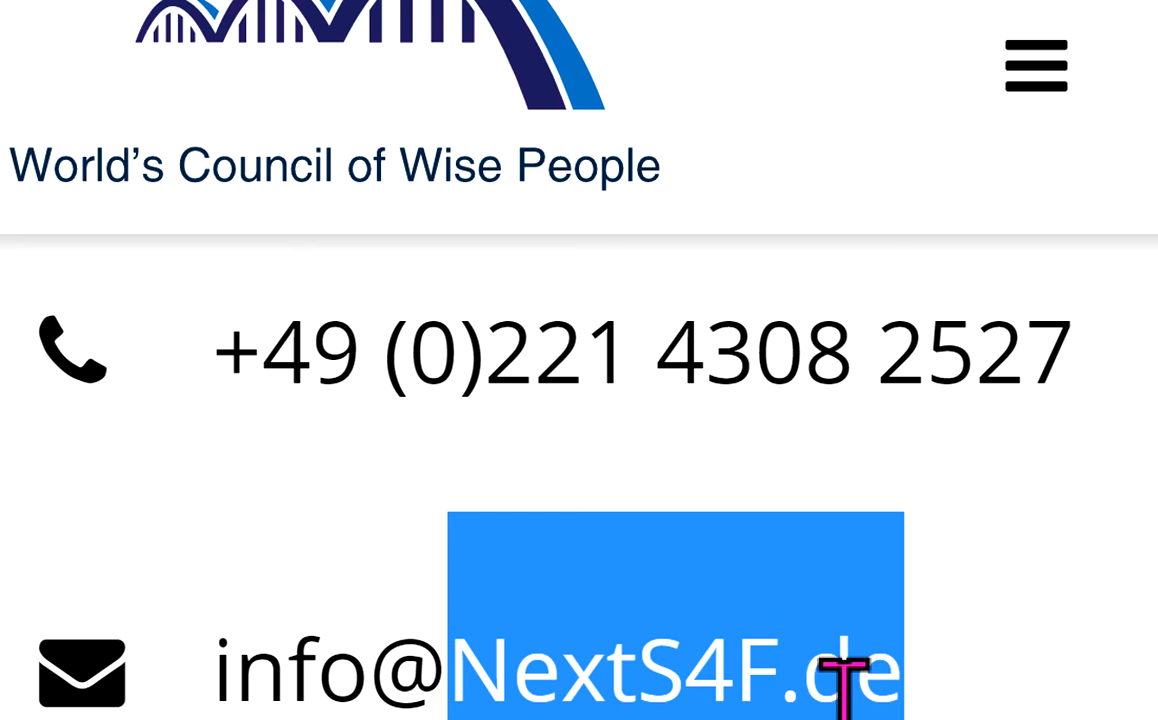 World’s Council of Wise People
+49 (0)221 4308 2527
info@NextS4F.de